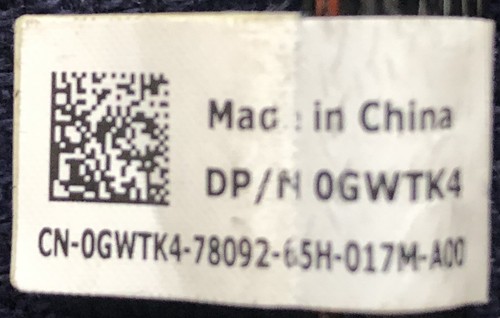 Made in China
DP/N 0GWTK4
CN-0GWTK4-78092-65H-017M-A00